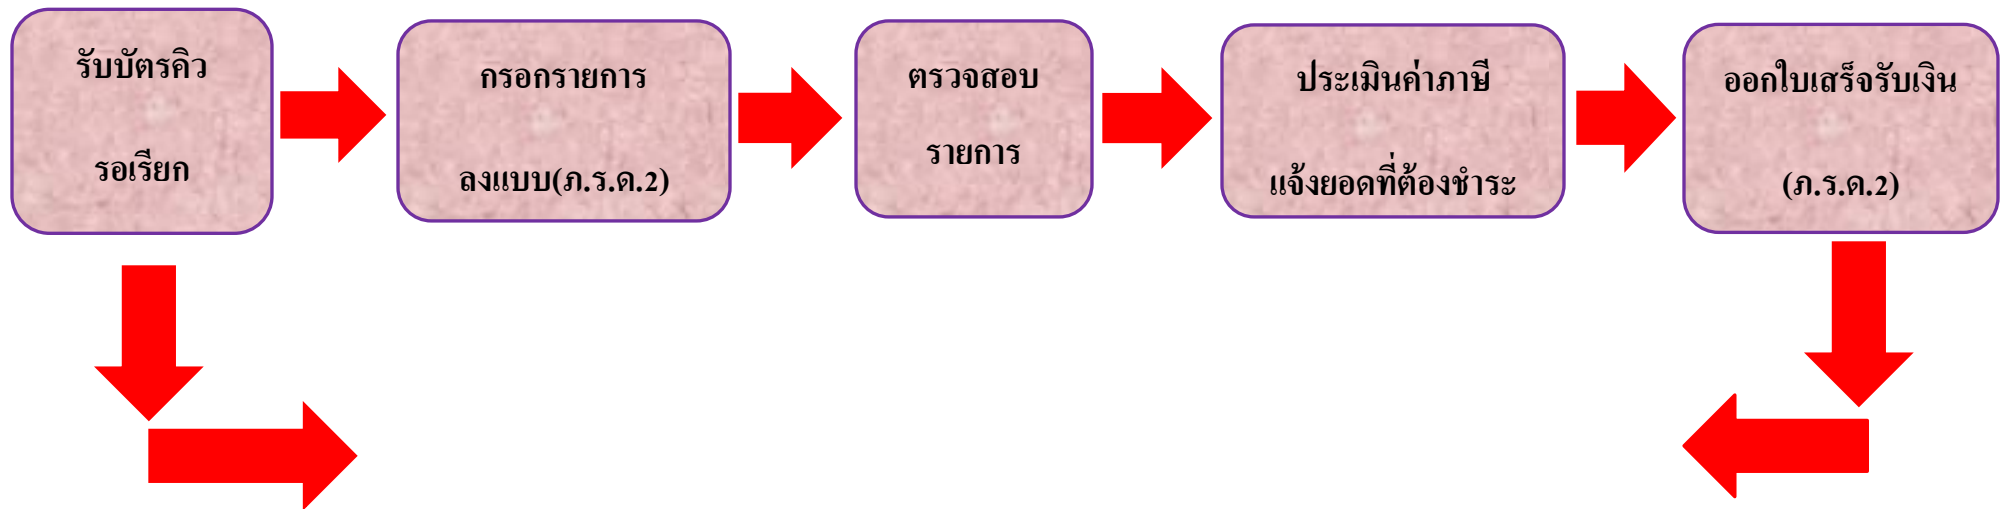 รับบัตรคิว
รอเรียก
กรอกรายการ
ลงแบบ(ภ.ร.ด.2)
ตรวจสอบ
รายการ
ประเมินค่าภาษี
แจ้งยอดที่ต้องชำระ
ออกใบเสร็จรับเงิน
(ภ.ร.ด.2)